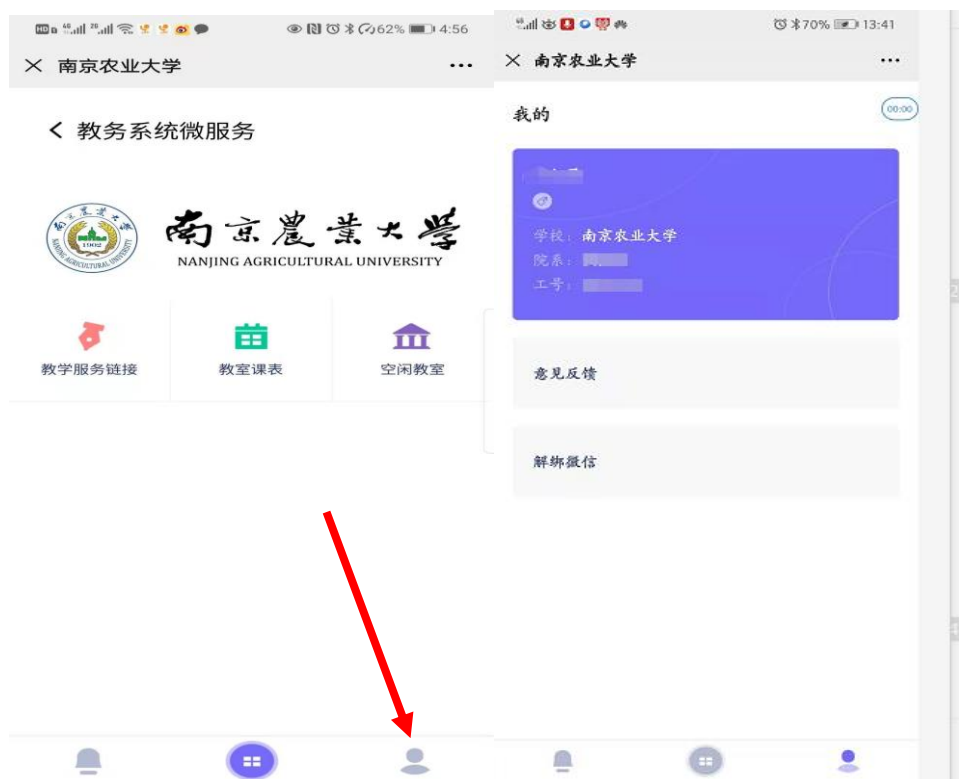 62% 4:56
南京农业大学
教务系统微服务
南京農業大學
NANJING AGRICULTURAL UNIVERSITY
1902
教学服务链接
教室课表
空闲教室
70% 13:41
南京农业大学
我的
00:00
学校：南京农业大学
院系：
工号：
意见反馈
解绑微信